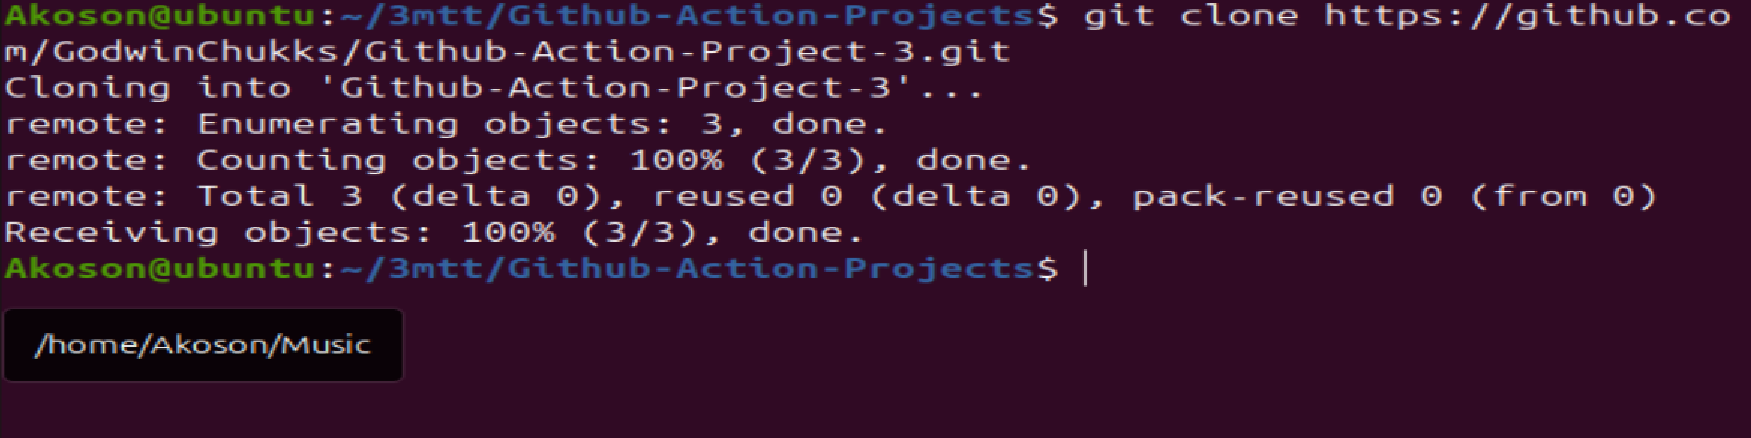 Akoson@ubuntu:~/3mtt/Github-Action-Projects$ git clone https://github.co
m/GodwinChukks/Github-Action-Project-3.git
Cloning into 'Github-Action-Project-3'...
remote: Enumerating objects: 3, done.
remote: Counting objects: 100% (3/3), done.
remote: Total 3 (delta 0), reused 0 (delta 0), pack-reused 0 (from 0)
Receiving objects: 100% (3/3), done.
Akoson@ubuntu:~/3mtt/Github-Action-Projects$
/home/Akoson/Music